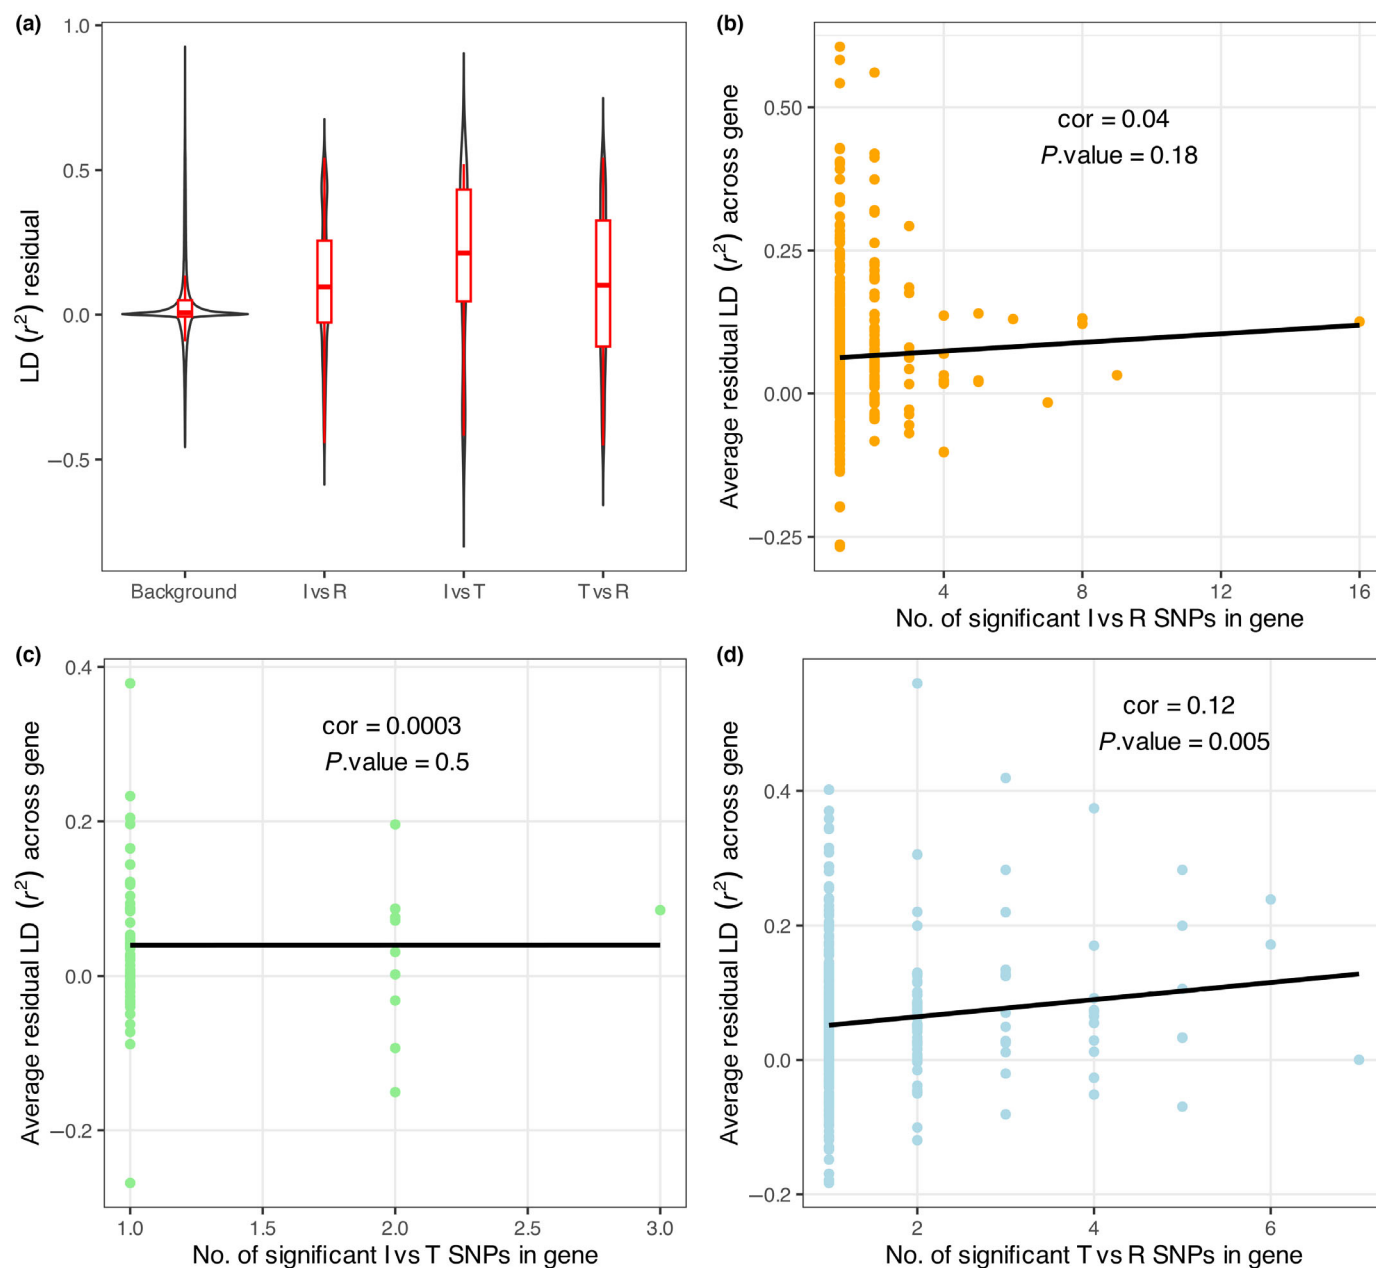 (a)
1.0
0.5
0.0
−0.5
LD (r²) residual
Background
I vs R
I vs T
T vs R
(b)
0.50
0.25
0.00
−0.25
Average residual LD (r²) across gene
cor = 0.04
P.value = 0.18
4
8
12
16
No. of significant I vs R SNPs in gene
(c)
0.4
0.2
0.0
−0.2
Average residual LD (r²) across gene
cor = 0.0003
P.value = 0.5
1.0
1.5
2.0
2.5
3.0
No. of significant I vs T SNPs in gene
(d)
0.4
0.2
0.0
−0.2
Average residual LD (r²) across gene
cor = 0.12
P.value = 0.005
2
4
6
No. of significant T vs R SNPs in gene